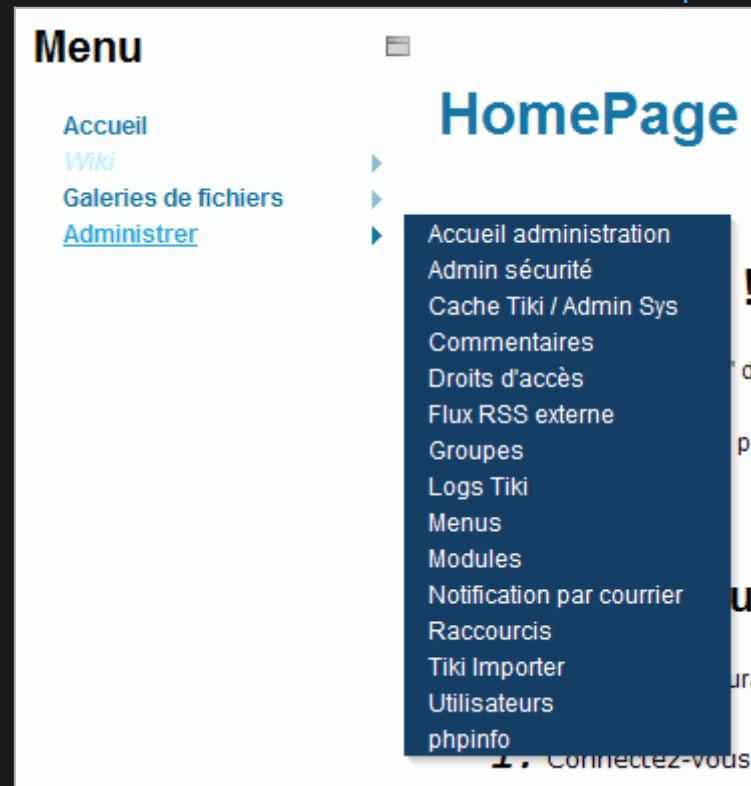 Menu
HomePage
Accueil
Wiki
Galeries de fichiers
Administrer
Accueil administration
Admin sécurité
Cache Tiki / Admin Sys
Commentaires
Droits d'accès
Flux RSS externe
Groupes
Logs Tiki
Menus
Modules
Notification par courrier
Raccourcis
Tiki Importer
Utilisateurs
phpinfo
1. Connectez-vous